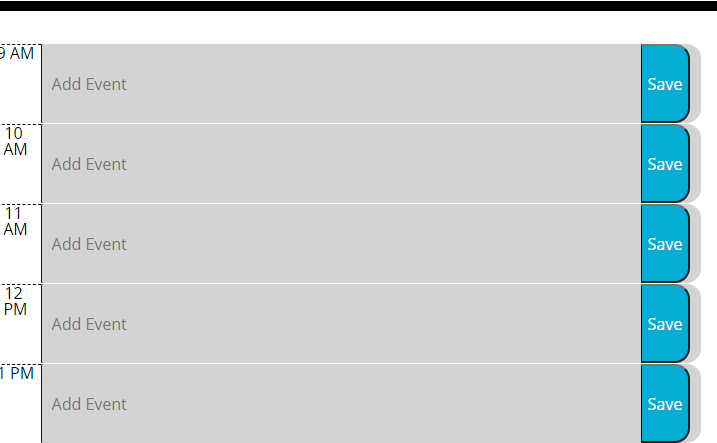 9 AM
Add Event
Save
10
AM
Add Event
Save
11
AM
Add Event
Save
12
PM
Add Event
Save
1 PM
Add Event
Save